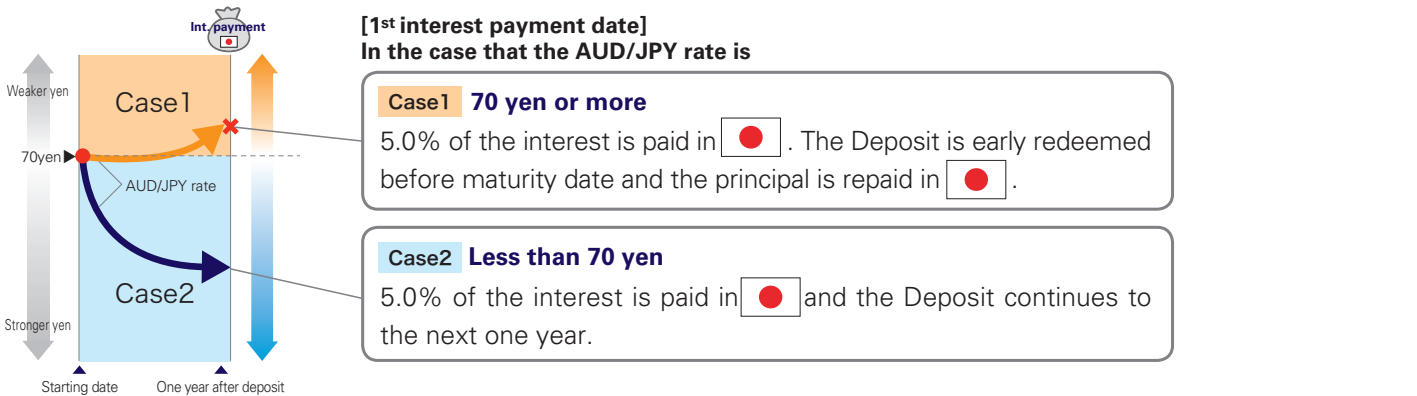 Int. payment
Weaker yen
Case1
70yen
AUD/JPY rate
Case2
Stronger yen
Starting date
One year after deposit
[1st interest payment date]
In the case that the AUD/JPY rate is
Case1 70 yen or more
5.0% of the interest is paid in . The Deposit is early redeemed
before maturity date and the principal is repaid in .
Case2 Less than 70 yen
5.0% of the interest is paid in and the Deposit continues to
the next one year.